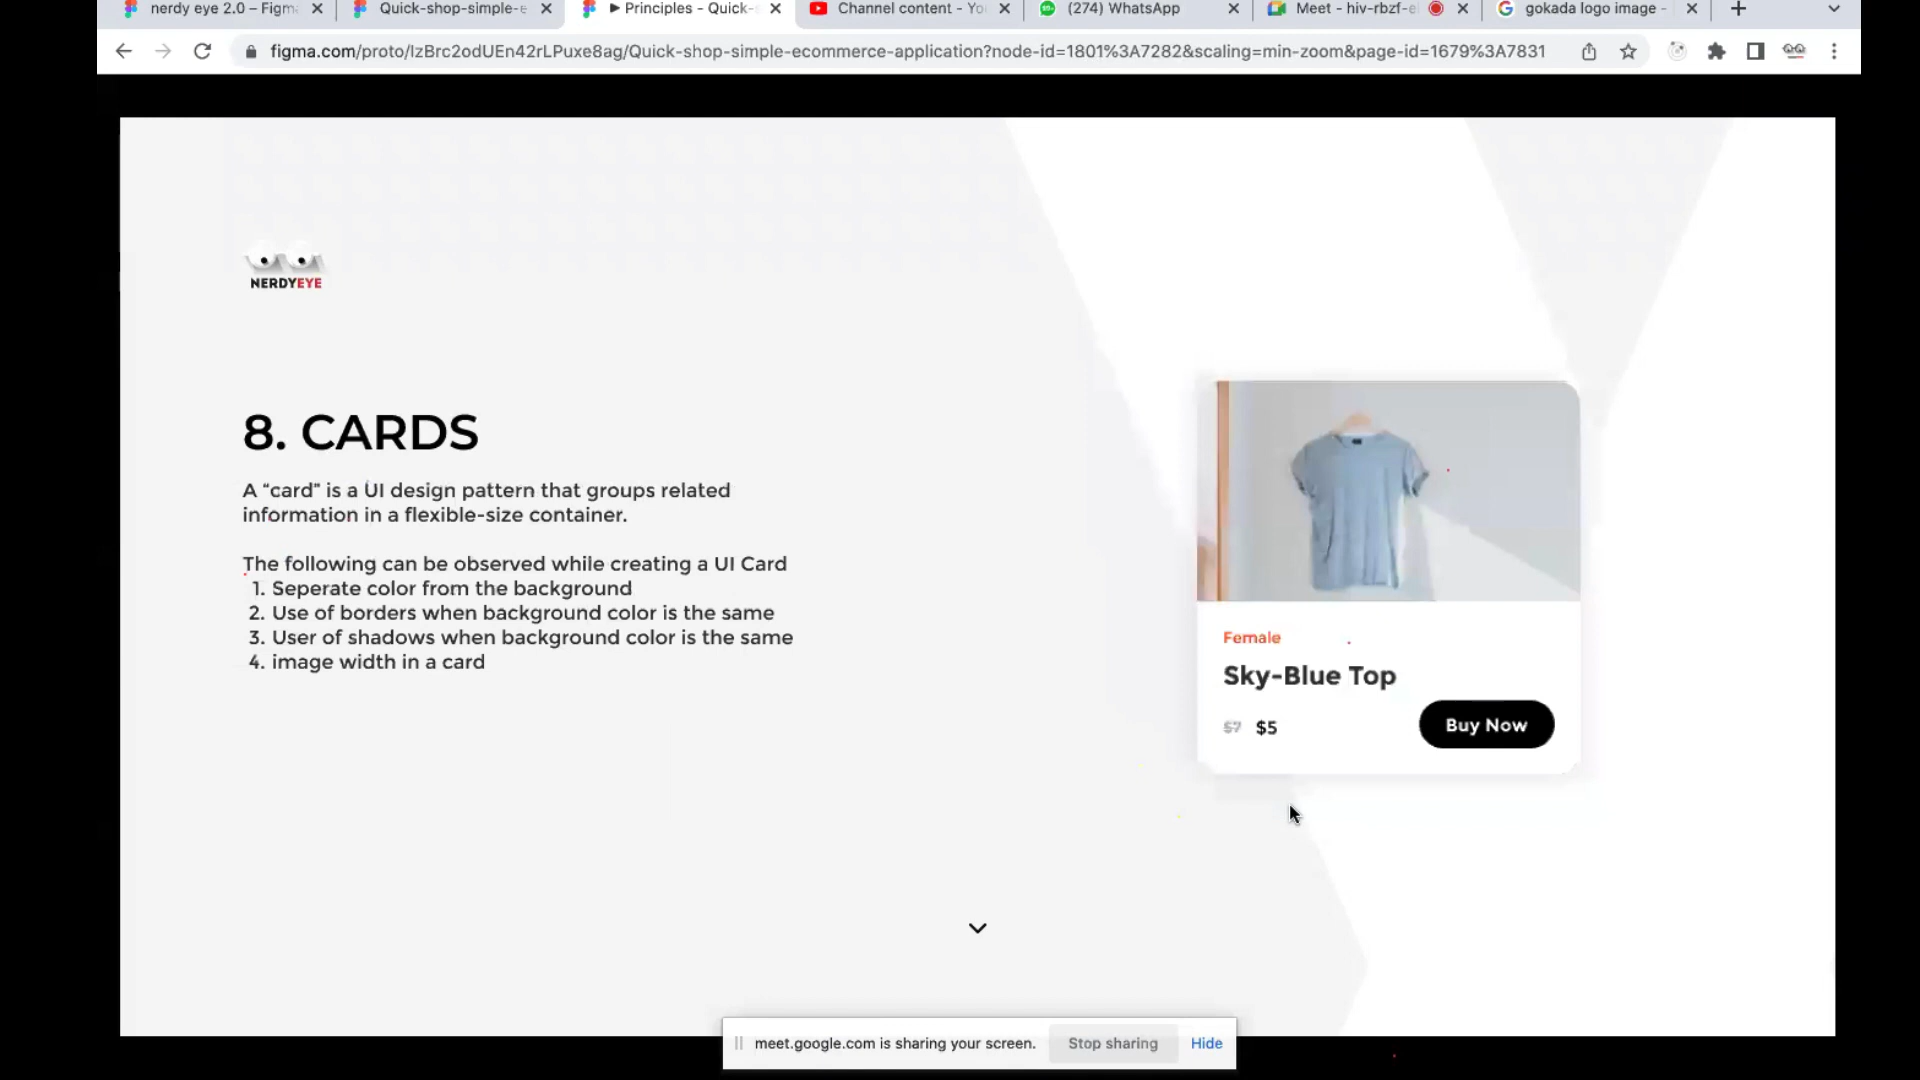 nerdy eye 2.0 – Figma
Quick-shop-simple-e
Principles - Quick-
Channel content - Yo
(274) WhatsApp
Meet - hiv-rbzf-e
gokada logo image -
figma.com/proto/lzBrc2odUEn42rLPuxe8ag/Quick-shop-simple-ecommerce-application?node-id=1801%3A7282&scaling=min-zoom&page-id=1679%3A7831
NERDYEYE
8. CARDS
A “card” is a UI design pattern that groups related
information in a flexible-size container.
The following can be observed while creating a UI Card
1. Seperate color from the background
2. Use of borders when background color is the same
3. User of shadows when background color is the same
4. image width in a card
Female
Sky-Blue Top
$7 $5
Buy Now
meet.google.com is sharing your screen.
Stop sharing
Hide